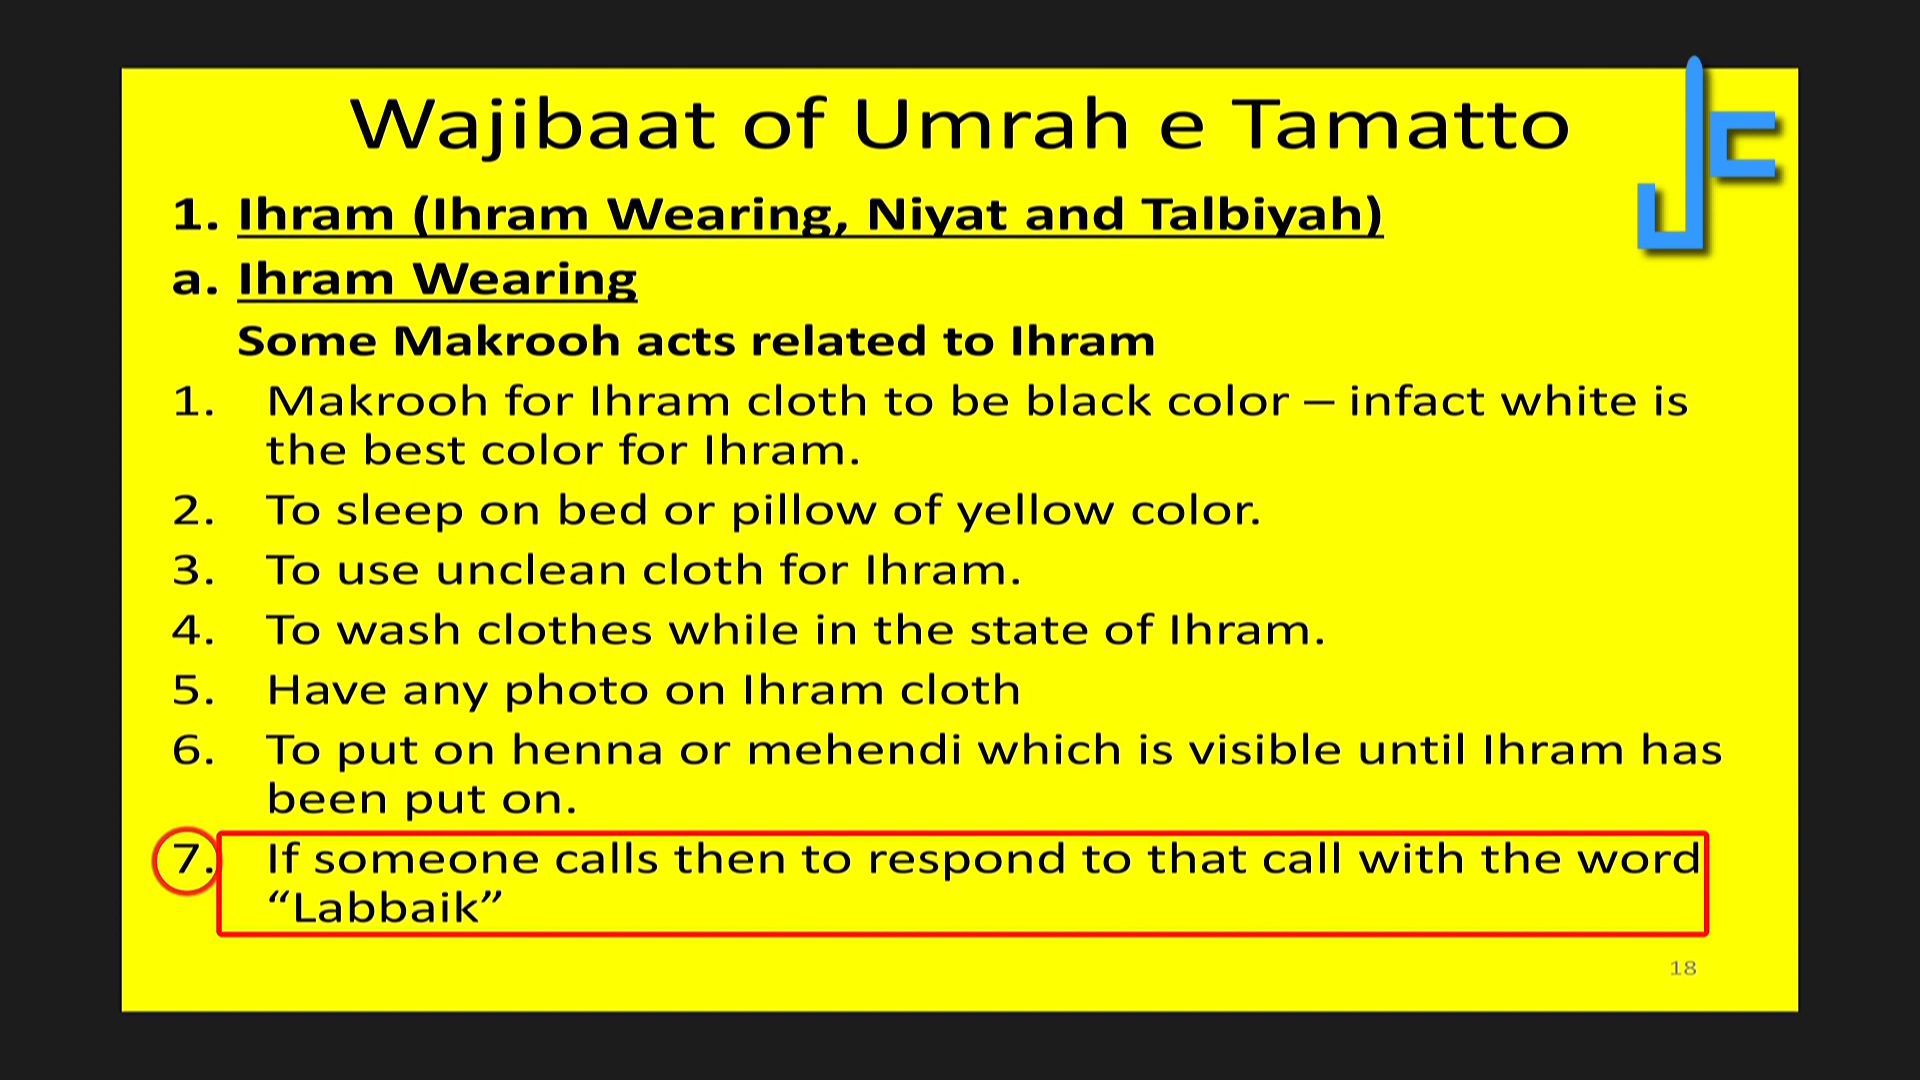 Wajibaat of Umrah e Tamatto
1. Ihram (Ihram Wearing, Niyat and Talbiyah)
a. Ihram Wearing
Some Makrooh acts related to Ihram
1. Makrooh for Ihram cloth to be black color – infact white is
the best color for Ihram.
2. To sleep on bed or pillow of yellow color.
3. To use unclean cloth for Ihram.
4. To wash clothes while in the state of Ihram.
5. Have any photo on Ihram cloth
6. To put on henna or mehendi which is visible until Ihram has
been put on.
7. If someone calls then to respond to that call with the word
“Labbaik”
18